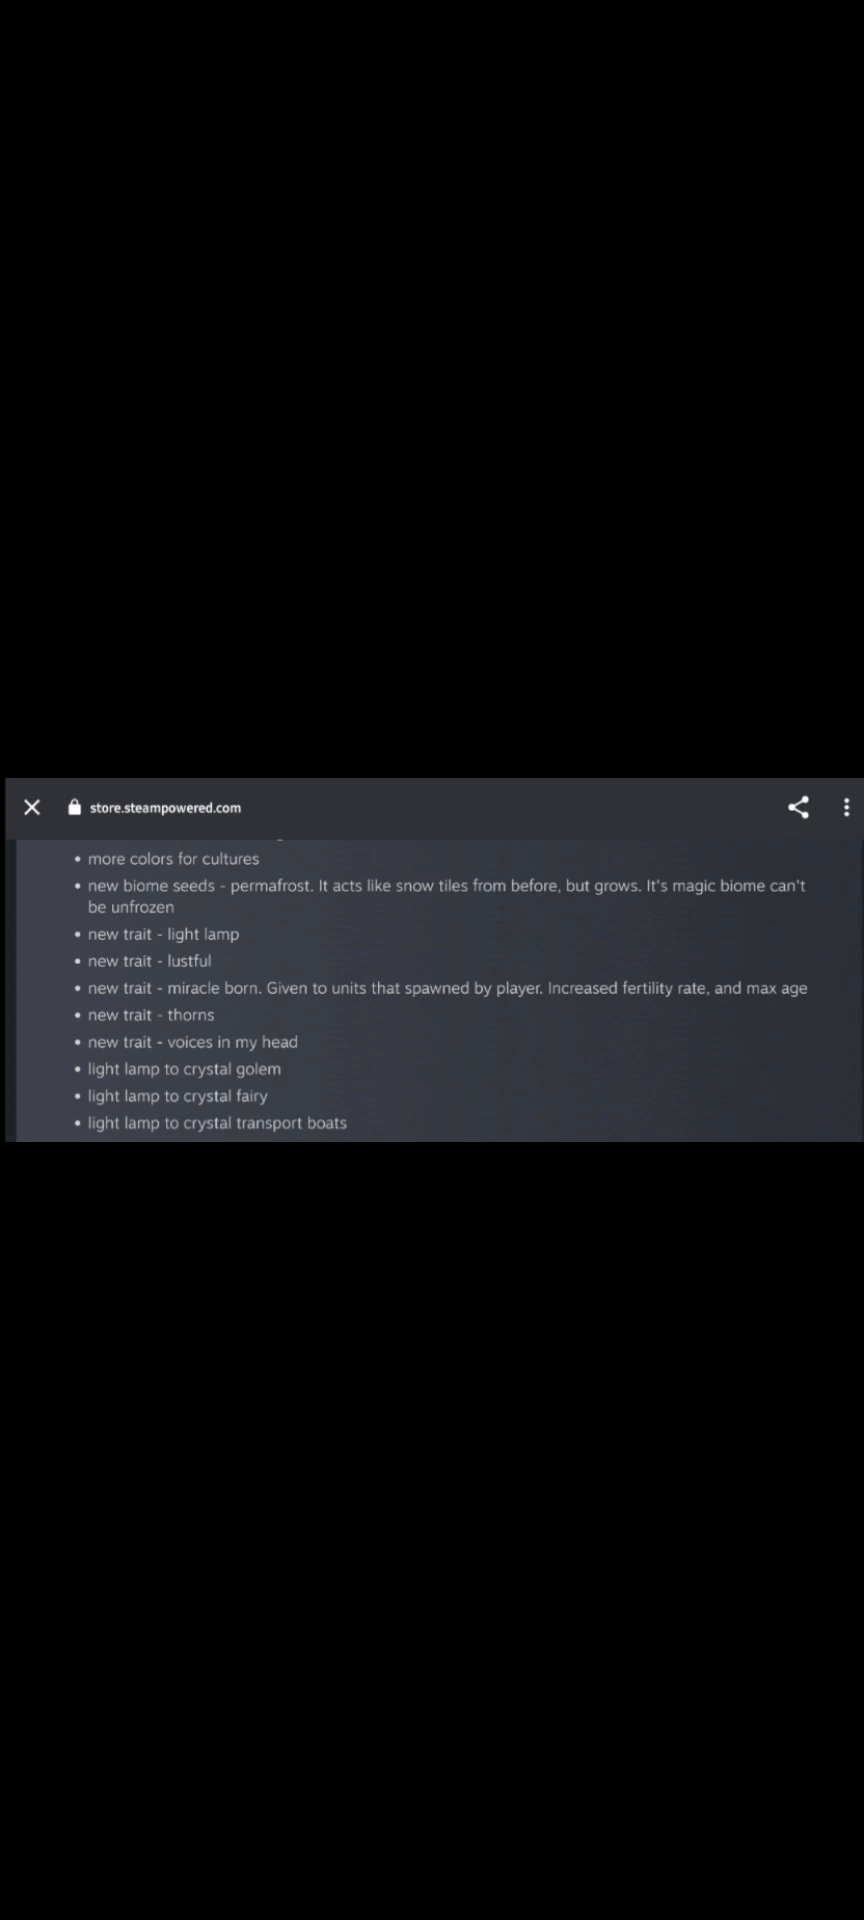 store.steampowered.com
• more colors for cultures
• new biome seeds - permafrost. It acts like snow tiles from before, but grows. It's magic biome can't
be unfrozen
• new trait - light lamp
• new trait - lustful
• new trait - miracle born. Given to units that spawned by player. Increased fertility rate, and max age
• new trait - thorns
• new trait - voices in my head
• light lamp to crystal golem
• light lamp to crystal fairy
• light lamp to crystal transport boats